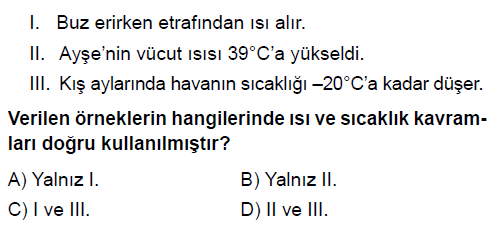 I. Buz erirken etrafından ısı alır.
II. Ayşe'nin vücut ısısı 39°C'a yükseldi.
III. Kış aylarında havanın sıcaklığı –20°C'a kadar düşer.
Verilen örneklerin hangilerinde ısı ve sıcaklık kavram-
ları doğru kullanılmıştır?
A) Yalnız I. B) Yalnız II.
C) I ve III. D) II ve III.